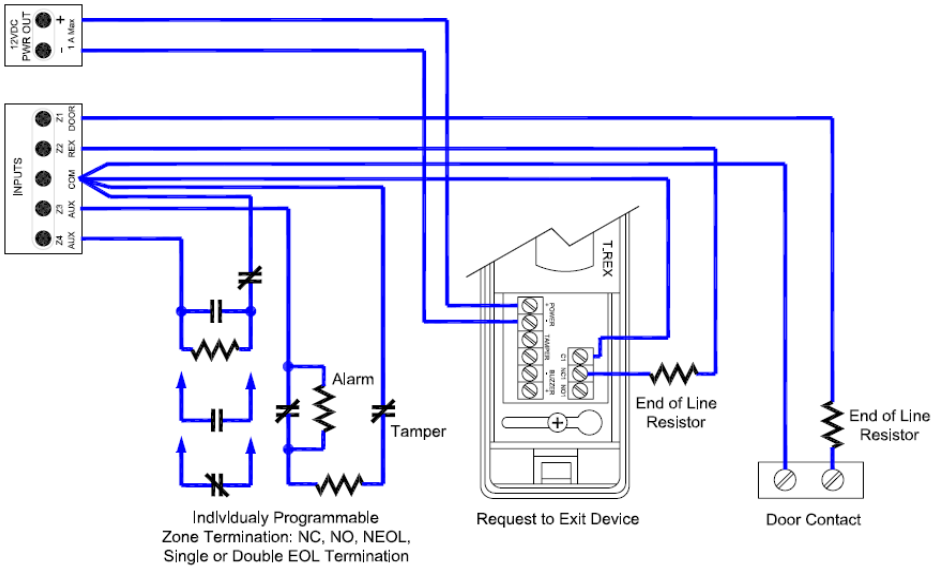 12VDC
PWR OUT
+
-
1 A Max
INPUTS
Z1 DOOR
Z2 REX
COM
Z3 AUX
Z4 AUX
T_REX
+ POWER -
TAMPER
- BUZZER +
C1
NC1
NO1
Alarm
Tamper
End of Line
Resistor
End of Line
Resistor
Individualy Programmable
Zone Termination: NC, NO, NEOL,
Single or Double EOL Termination
Request to Exit Device
Door Contact